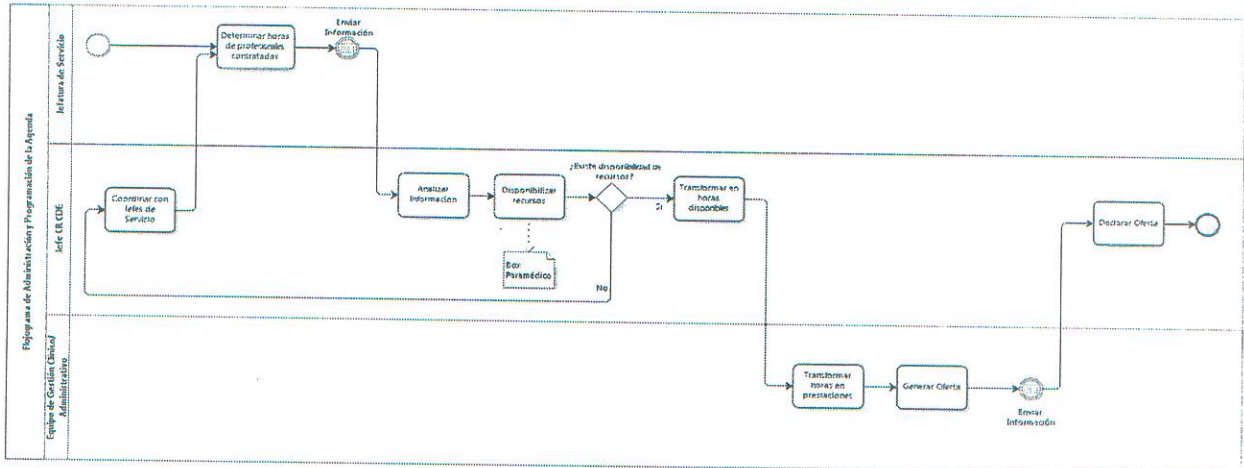 Flujograma de Administración y Programación de la Agenda
Jefatura de Servicio
Determinar horas
de profesionales
contratadas
Enviar
Información
Jefe CR CDE
Coordinar con
Jefes de
Servicio
Analizar
Información
Disponibilizar
recursos
Box
Paramédico
¿Existe disponibilidad de
recursos?
Si
No
Transformar en
horas
disponibles
Declarar Oferta
Equipo de Gestión Clínico/
Administrativo
Transformar
horas en
prestaciones
Generar Oferta
Enviar
Información